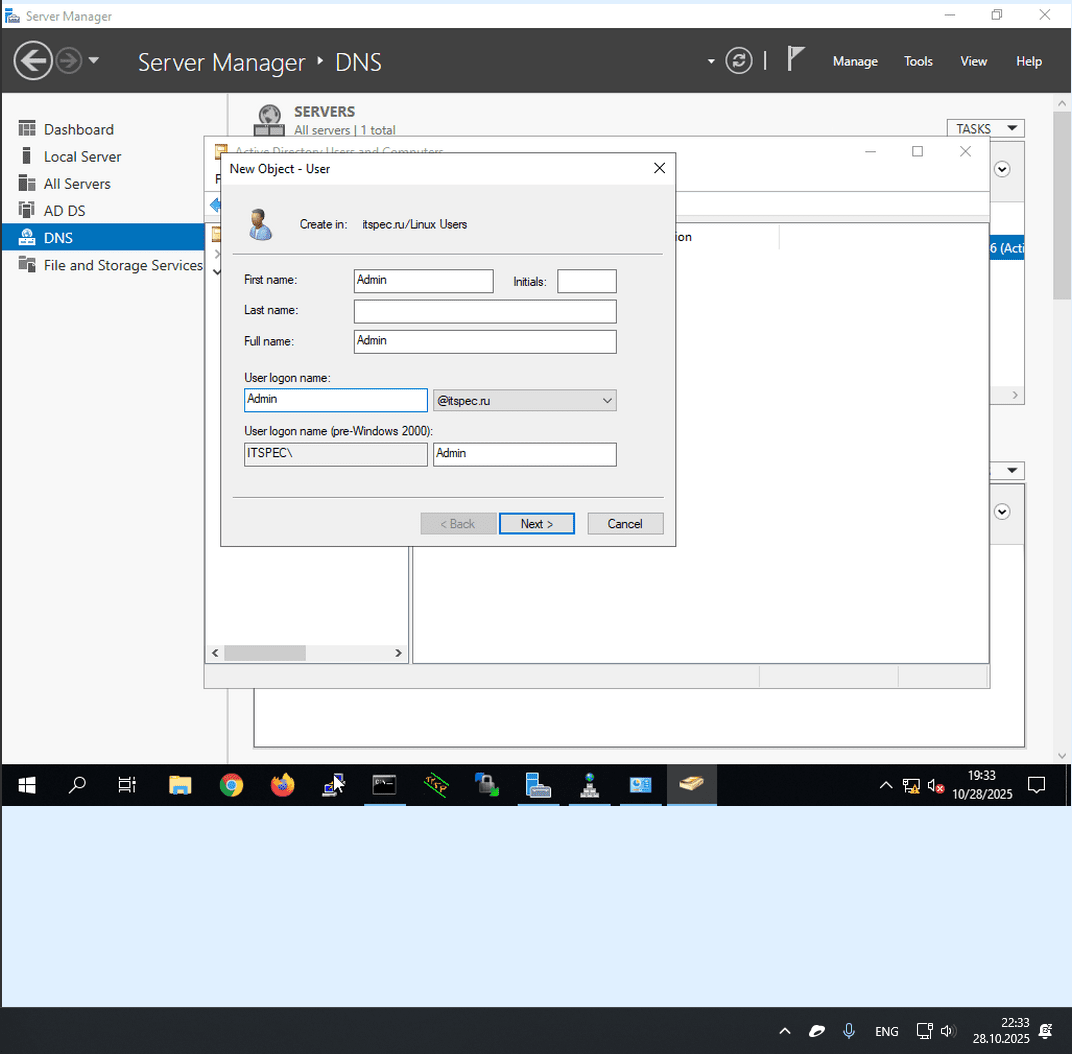 Server Manager
Server Manager • DNS
Manage Tools View Help
Dashboard
Local Server
All Servers
AD DS
DNS
File and Storage Services
SERVERS
All servers | 1 total
TASKS
Active Directory Users and Computers
New Object - User
Create in: itspec.ru/Linux Users
First name: Admin Initials:
Last name:
Full name: Admin
User logon name:
Admin @itspec.ru
User logon name (pre-Windows 2000):
ITSPEC\ Admin
< Back Next > Cancel
19:33
10/28/2025
ENG
22:33
28.10.2025